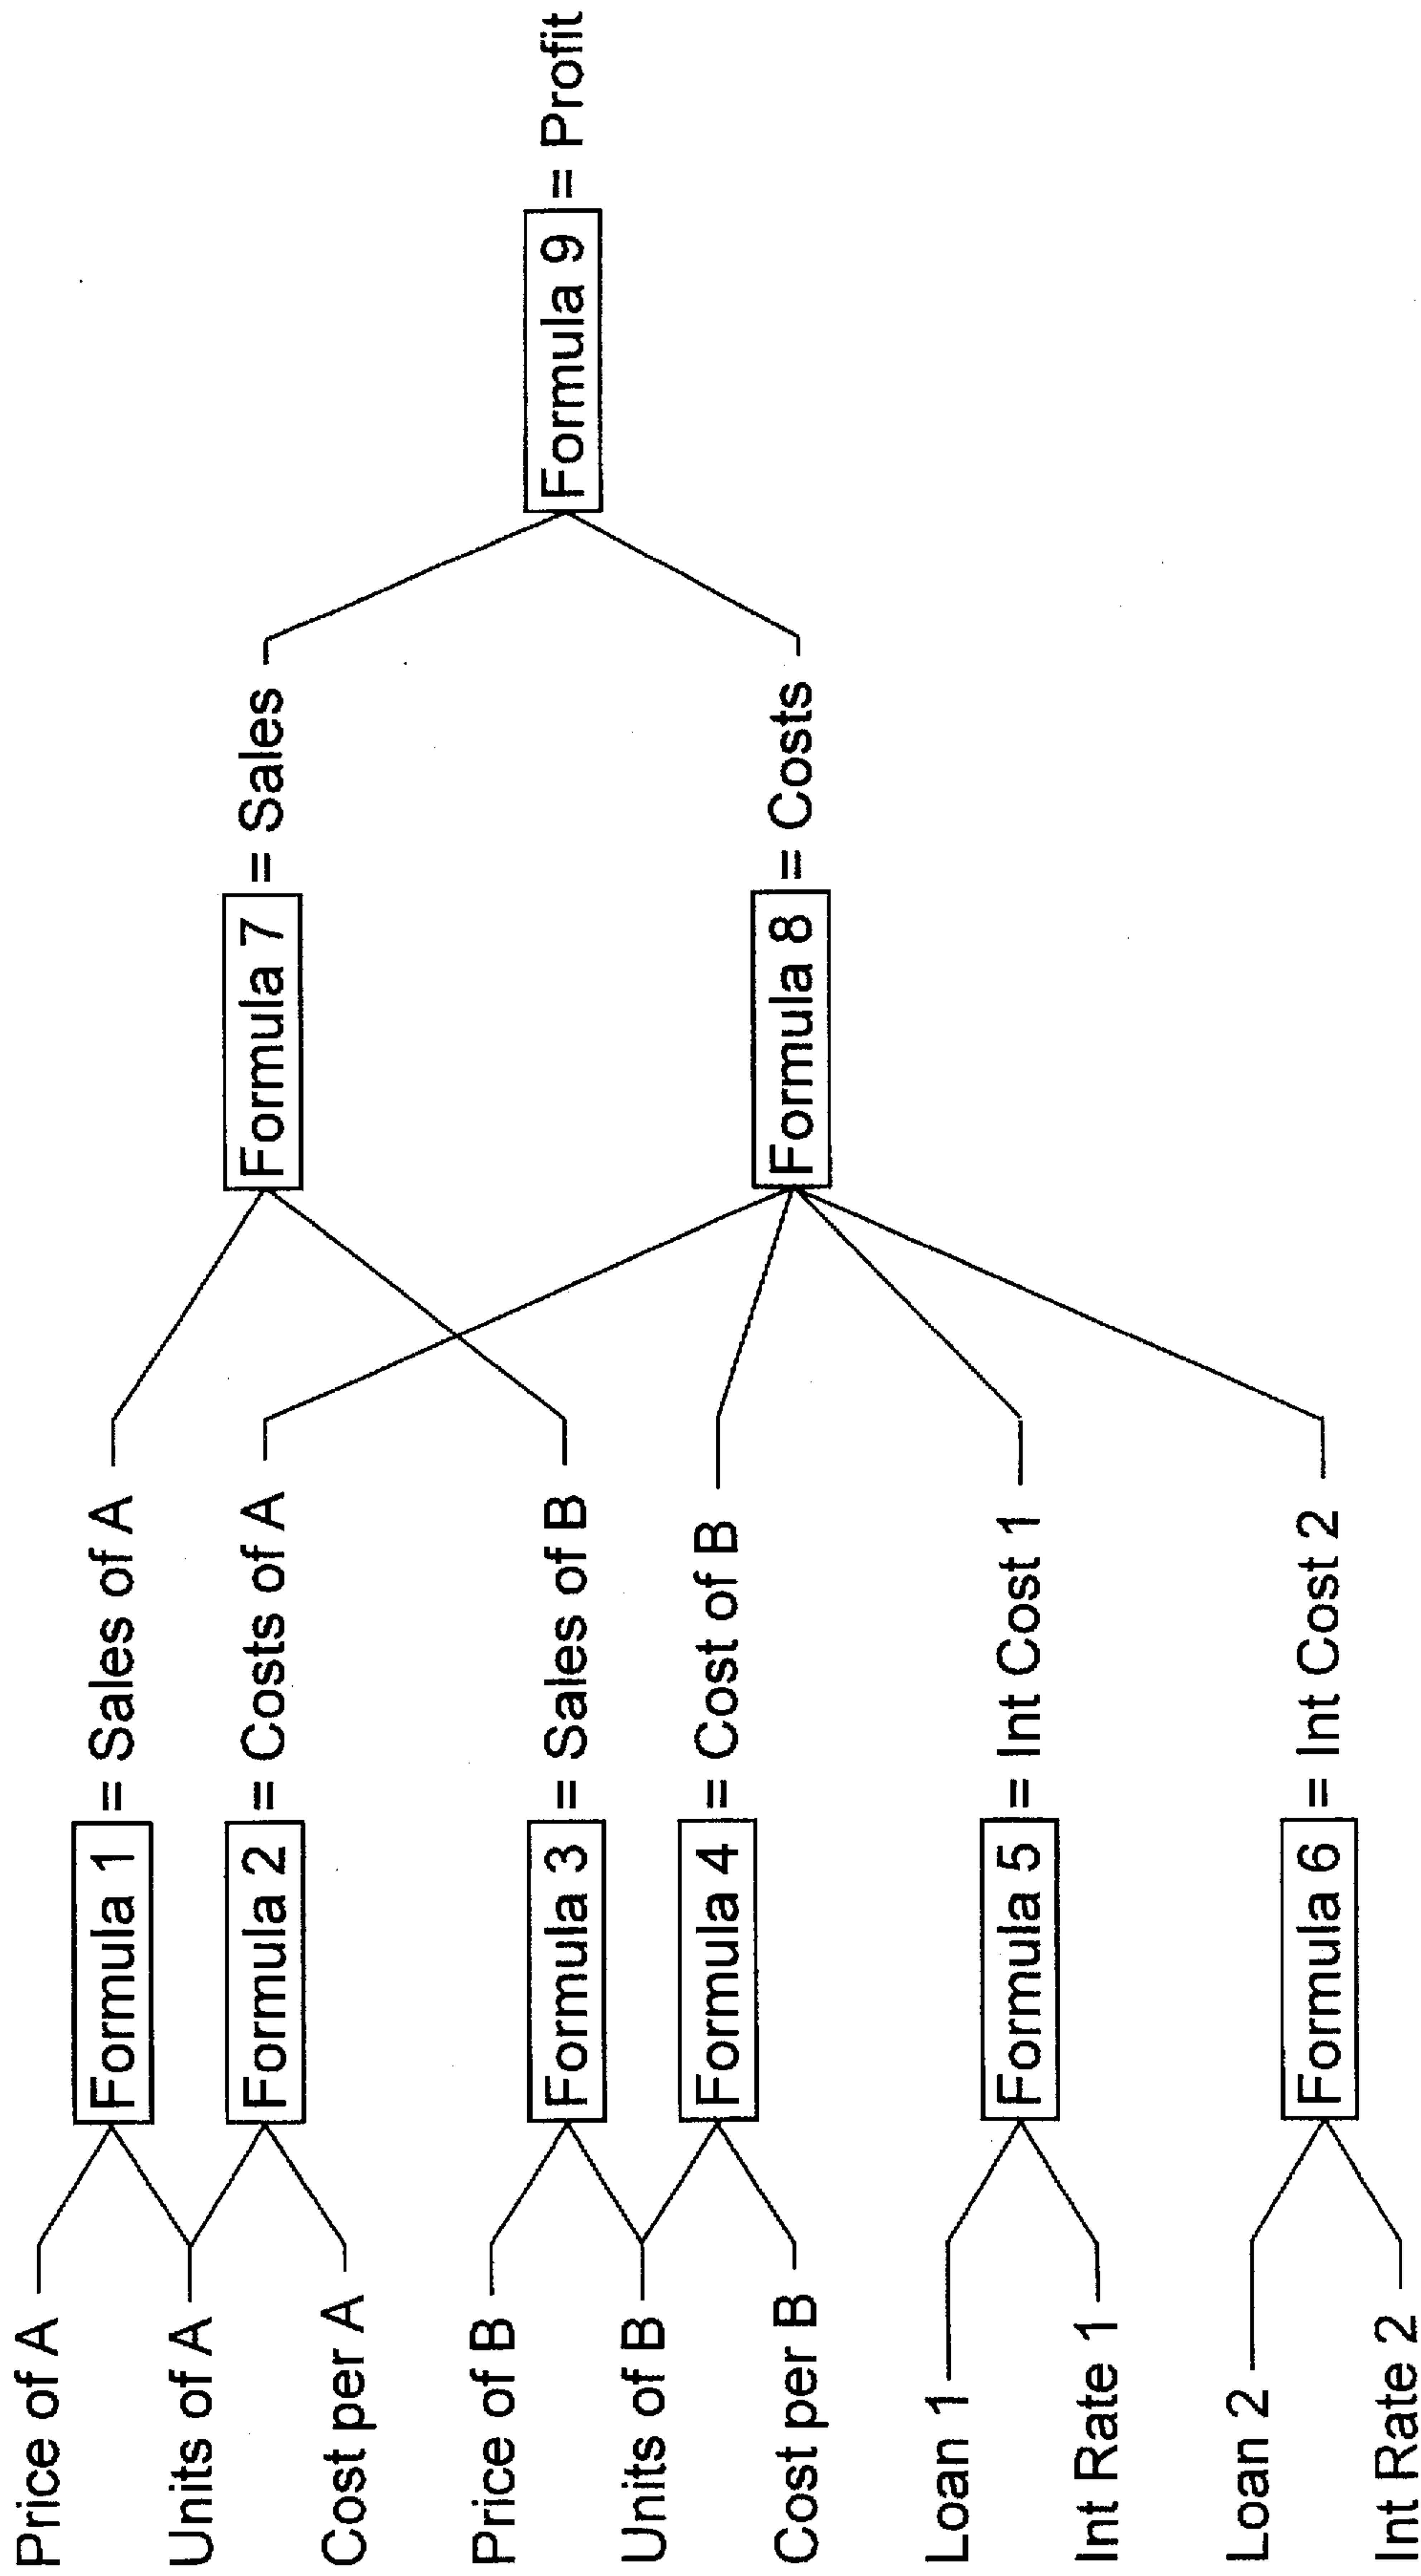 Price of A
Units of A
Cost per A
Price of B
Units of B
Cost per B
Loan 1
Int Rate 1
Loan 2
Int Rate 2
Formula 1 = Sales of A
Formula 2 = Costs of A
Formula 3 = Sales of B
Formula 4 = Cost of B
Formula 5 = Int Cost 1
Formula 6 = Int Cost 2
Formula 7 = Sales
Formula 8 = Costs
Formula 9 = Profit